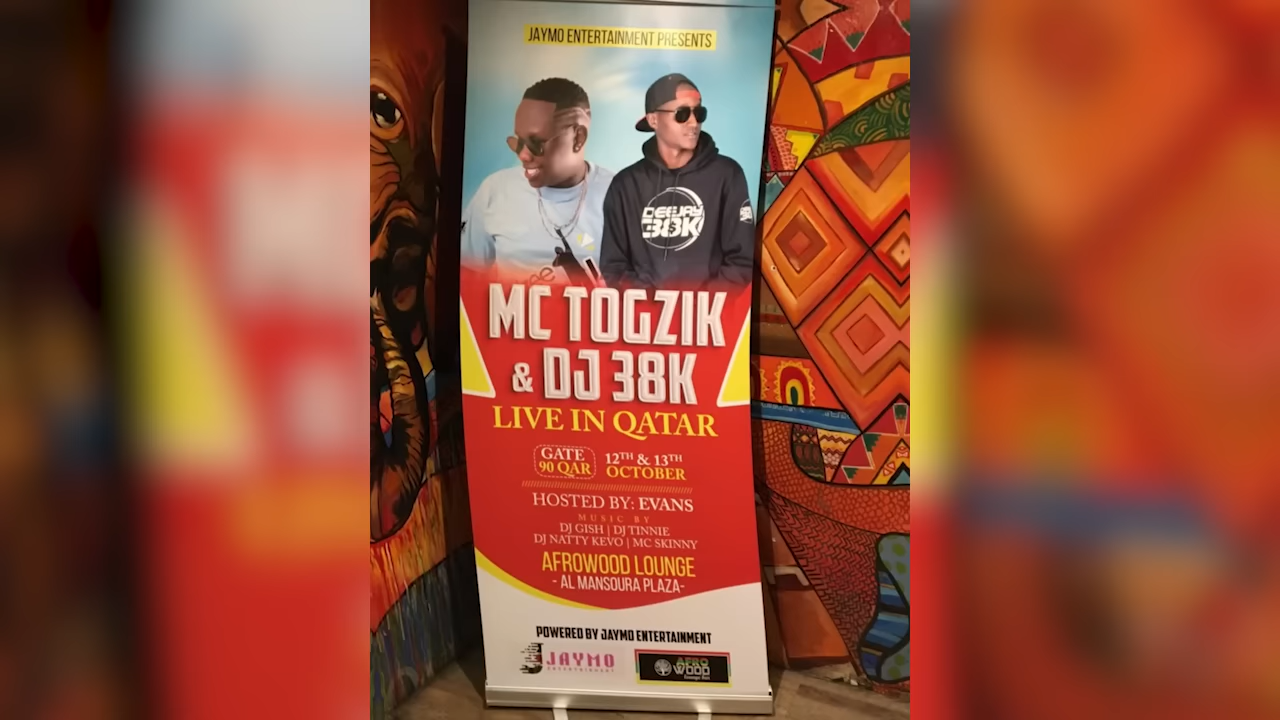 JAYMO ENTERTAINMENT PRESENTS
DEEJAY
38K
MC TOGZIK
& DJ 38K
LIVE IN QATAR
GATE
90 QAR
12TH & 13TH
OCTOBER
HOSTED BY: EVANS
MUSIC BY
DJ GISH | DJ TINNIE
DJ NATTY KEVO | MC SKINNY
AFROWOOD LOUNGE
- AL MANSOURA PLAZA-
POWERED BY JAYMO ENTERTAINMENT
JAYMO
ENTERTAINMENT
AFRO
WOOD